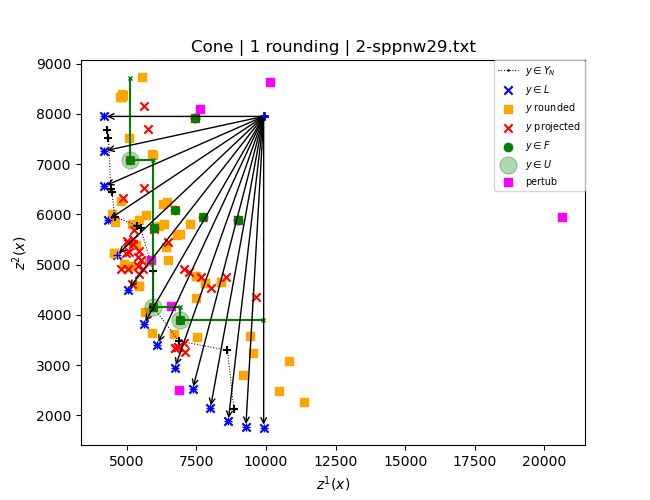 Cone | 1 rounding | 2-sppnw29.txt
9000
8000
7000
6000
5000
4000
3000
2000
z²(x)
5000
7500
10000
12500
15000
17500
20000
z¹(x)
y ∈ Y_N
y ∈ L
y rounded
y projected
y ∈ F
y ∈ U
pertub